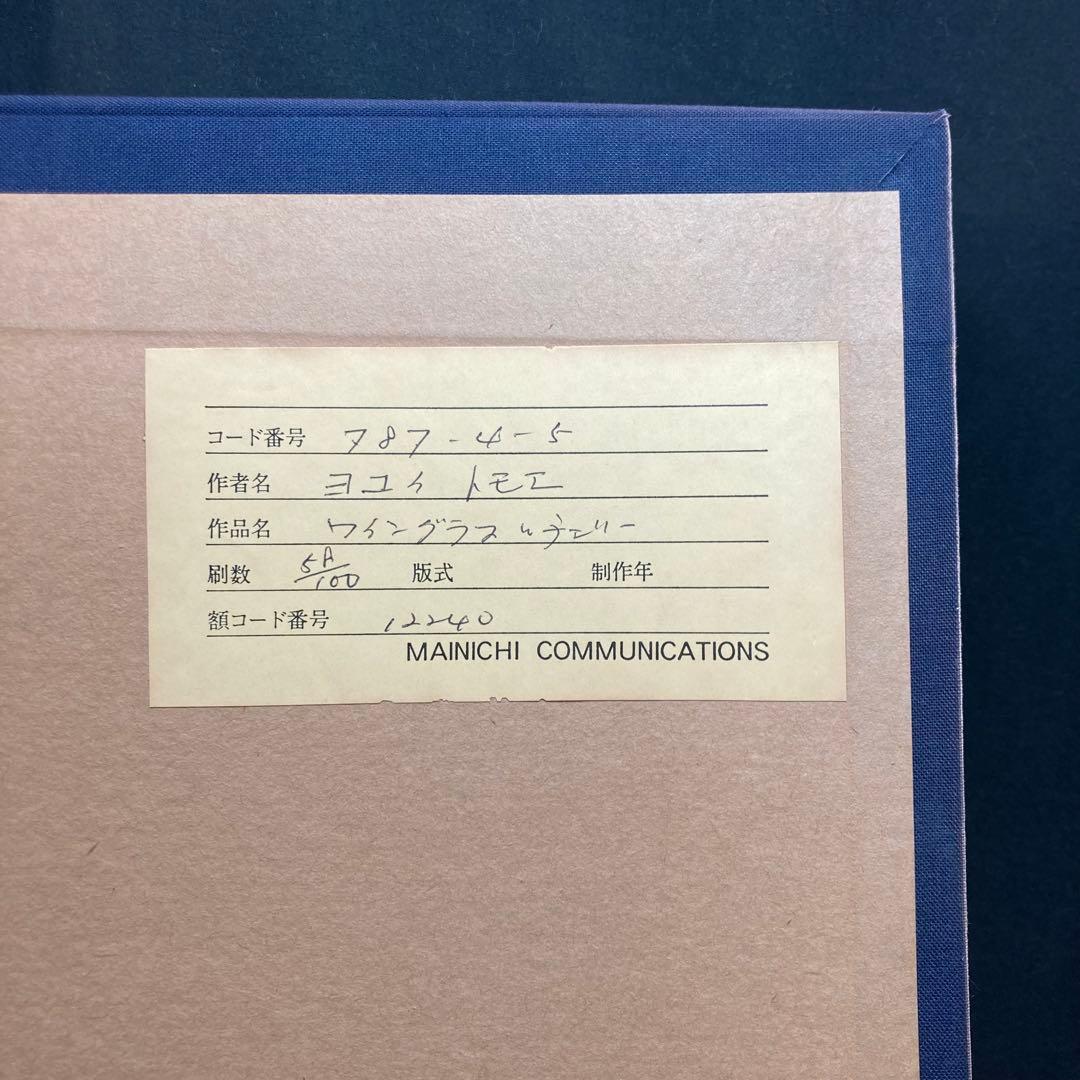 コード番号 787-4-5
作者名 ヨコイ トモエ
作品名 ワイングラス チェリー
刷数 /100 版式 制作年
額コード番号 12240
MAINICHI COMMUNICATIONS